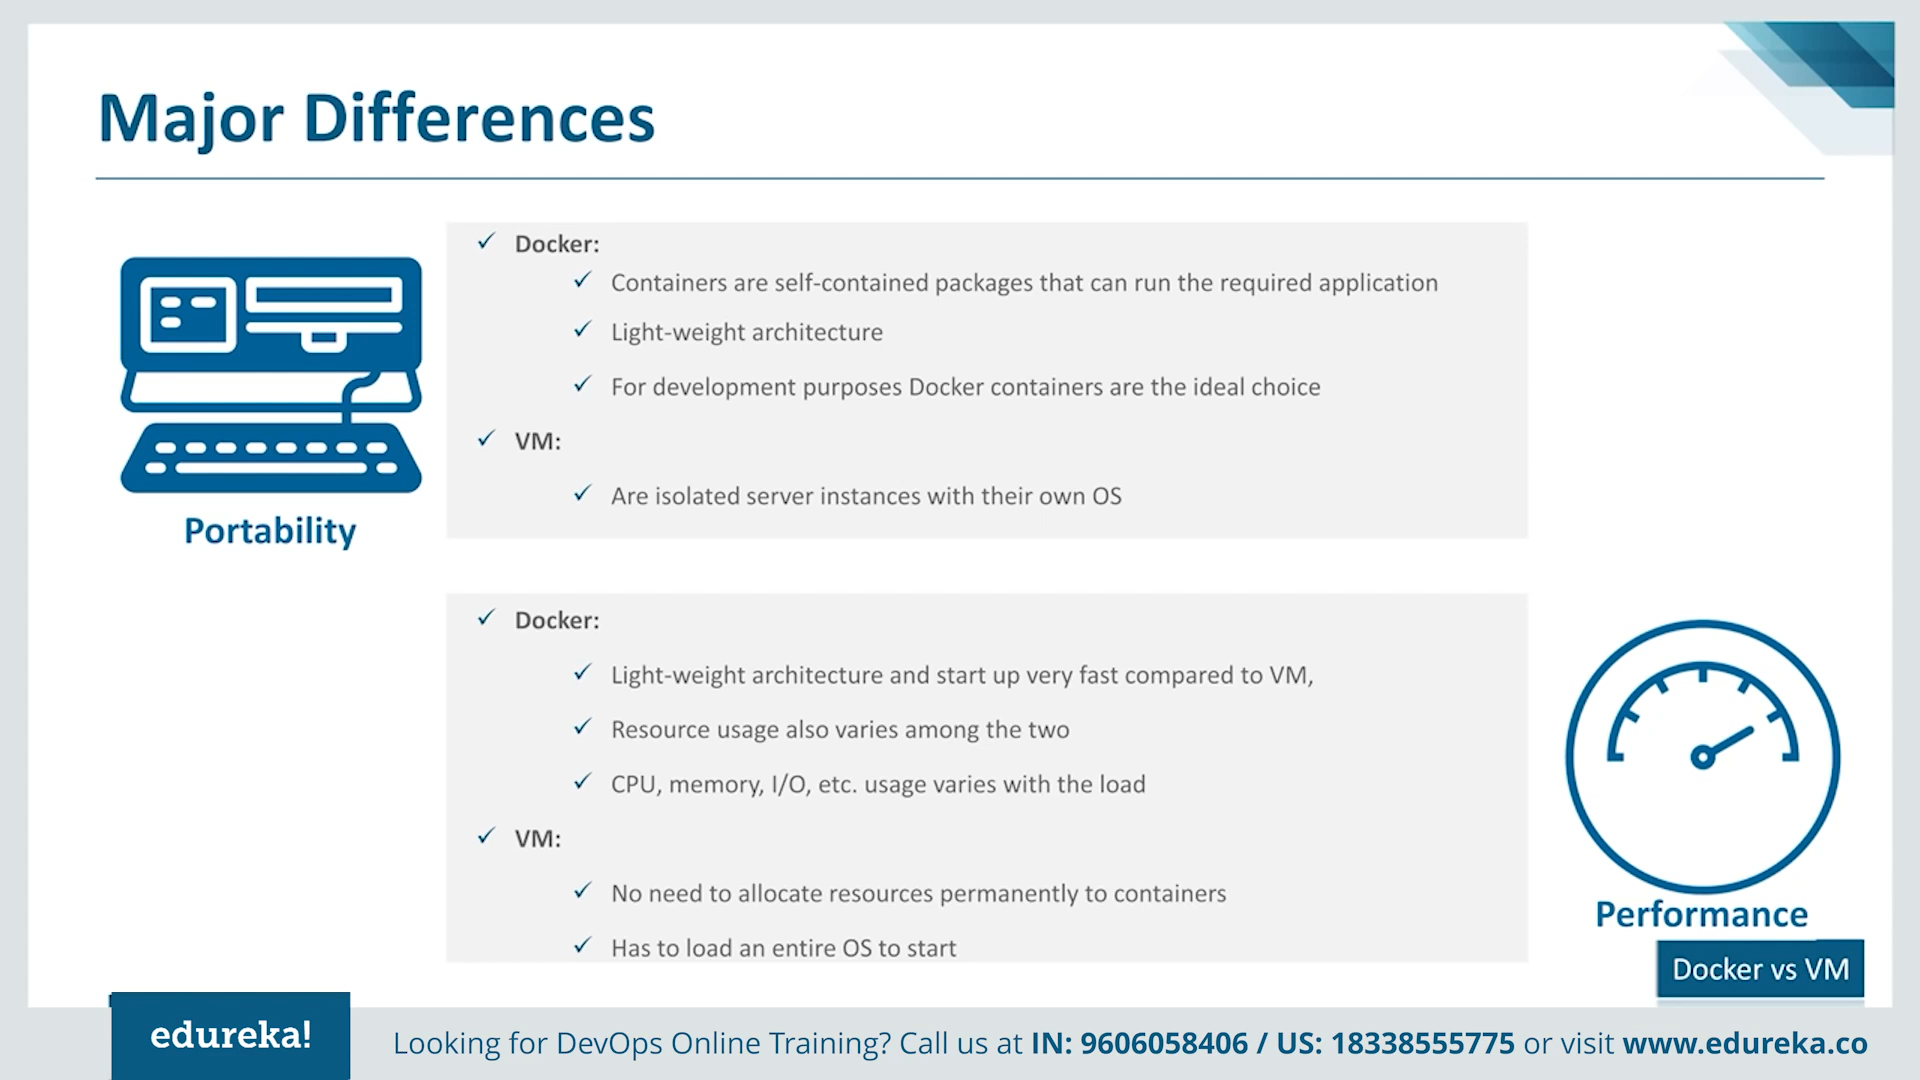 Major Differences
Docker:
Containers are self-contained packages that can run the required application
Light-weight architecture
For development purposes Docker containers are the ideal choice
VM:
Are isolated server instances with their own OS
Portability
Docker:
Light-weight architecture and start up very fast compared to VM,
Resource usage also varies among the two
CPU, memory, I/O, etc. usage varies with the load
VM:
No need to allocate resources permanently to containers
Has to load an entire OS to start
Performance
Docker vs VM
edureka!
Looking for DevOps Online Training? Call us at IN: 9606058406 / US: 18338555775 or visit www.edureka.co